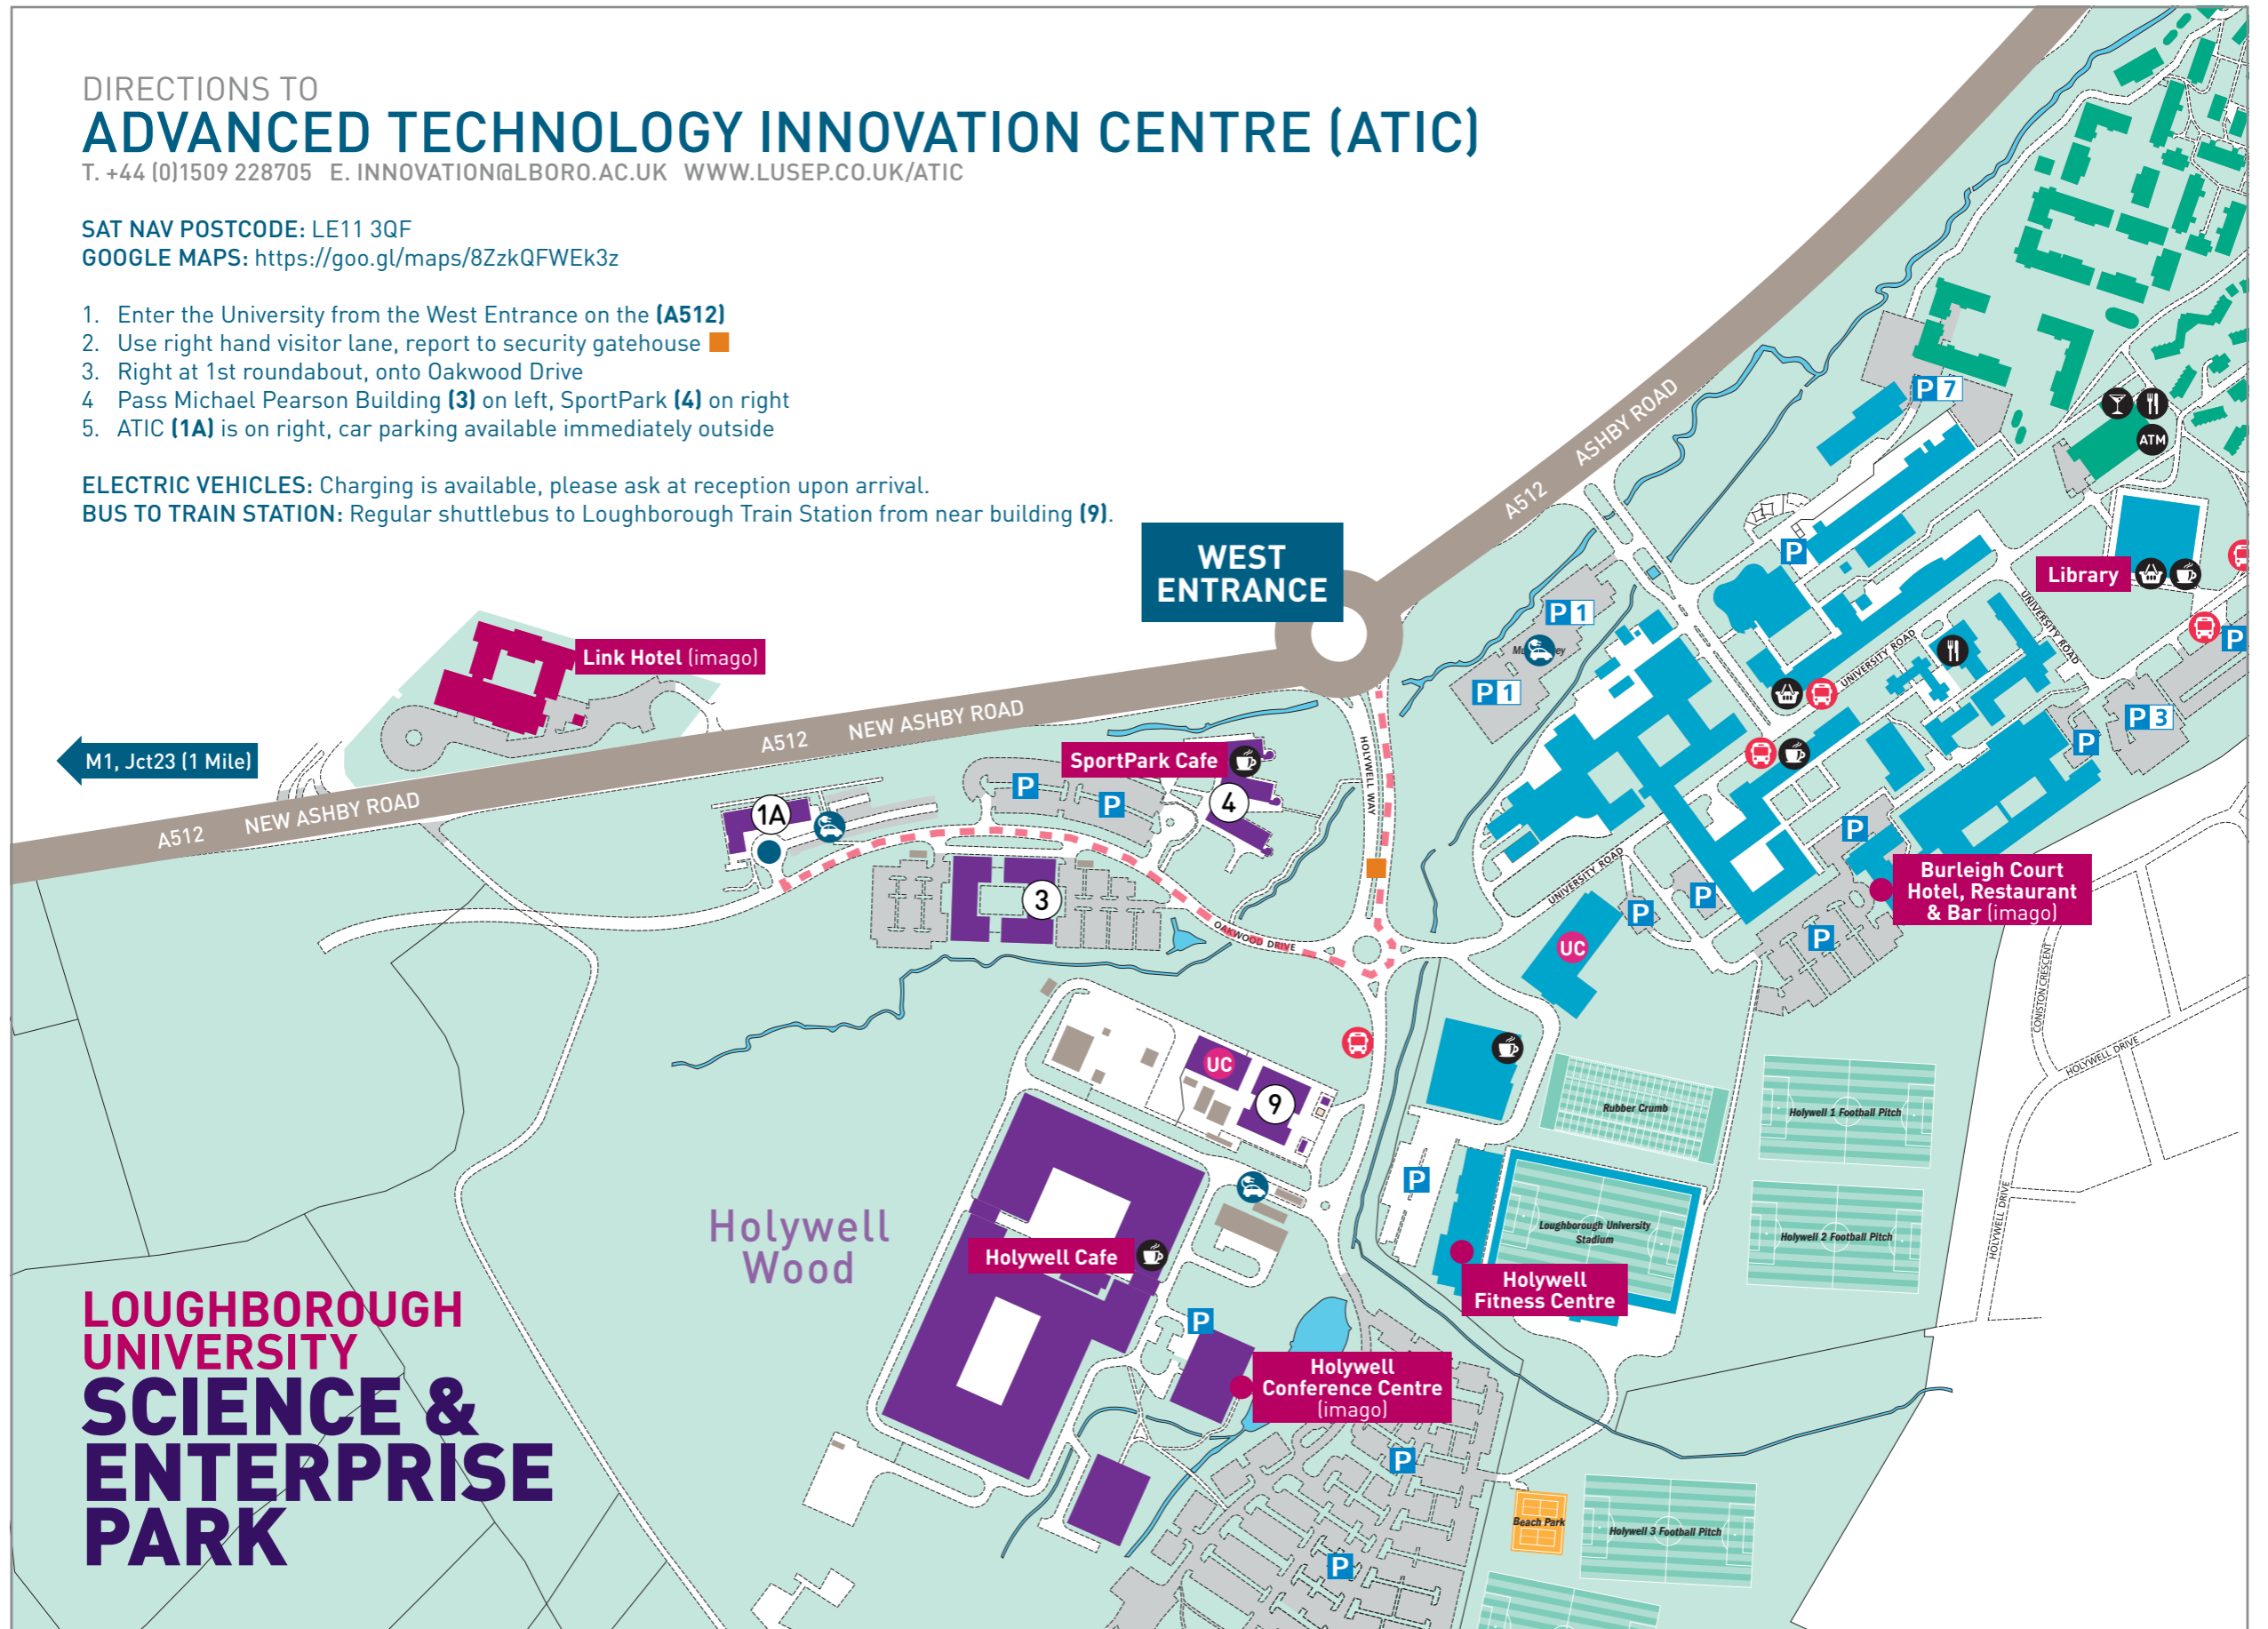 DIRECTIONS TO
ADVANCED TECHNOLOGY INNOVATION CENTRE (ATIC)
T. +44 (0)1509 228705 E. INNOVATION@LBORO.AC.UK WWW.LUSEP.CO.UK/ATIC
SAT NAV POSTCODE: LE11 3QF
GOOGLE MAPS: https://goo.gl/maps/8ZzkQFWEk3z
1. Enter the University from the West Entrance on the (A512)
2. Use right hand visitor lane, report to security gatehouse
3. Right at 1st roundabout, onto Oakwood Drive
4 Pass Michael Pearson Building (3) on left, SportPark (4) on right
5. ATIC (1A) is on right, car parking available immediately outside
ELECTRIC VEHICLES: Charging is available, please ask at reception upon arrival.
BUS TO TRAIN STATION: Regular shuttlebus to Loughborough Train Station from near building (9).
WEST
ENTRANCE
A512
ASHBY ROAD
P 7
ATM
P
Library
P 1
P 1
UNIVERSITY ROAD
UNIVERSITY ROAD
P
P 3
P
Link Hotel (imago)
M1, Jct23 (1 Mile)
A512
NEW ASHBY ROAD
A512
NEW ASHBY ROAD
SportPark Cafe
HOLYWELL WAY
P
P
4
1A
3
OAKWOOD DRIVE
UNIVERSITY ROAD
P
P
P
P
Burleigh Court
Hotel, Restaurant
& Bar (imago)
UC
CONISTON CRESCENT
HOLYWELL DRIVE
HOLYWELL DRIVE
UC
9
Rubber Crumb
Holywell 1 Football Pitch
P
Loughborough University
Stadium
Holywell 2 Football Pitch
Holywell
Wood
Holywell Cafe
Holywell
Fitness Centre
P
Holywell
Conference Centre
(imago)
P
P
Beach Park
Holywell 3 Football Pitch
LOUGHBOROUGH
UNIVERSITY
SCIENCE &
ENTERPRISE
PARK